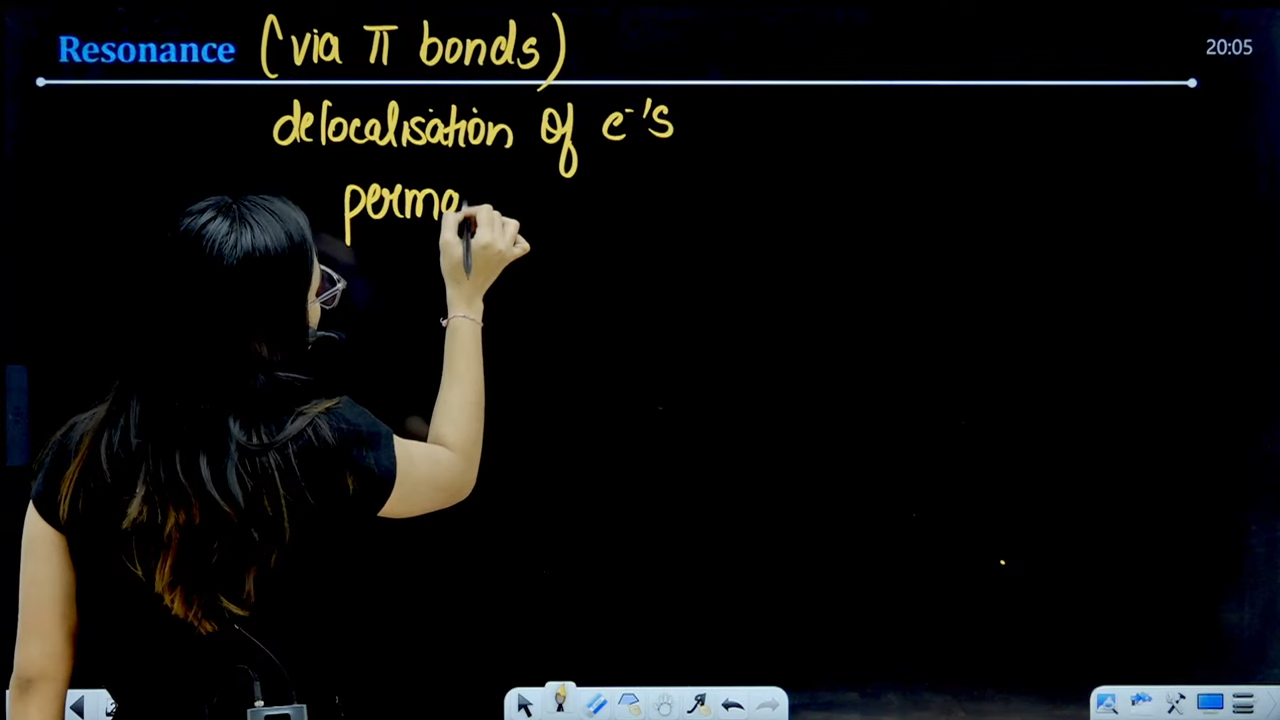 Resonance (via π bonds)
20:05
delocalisation of e⁻'s
perma